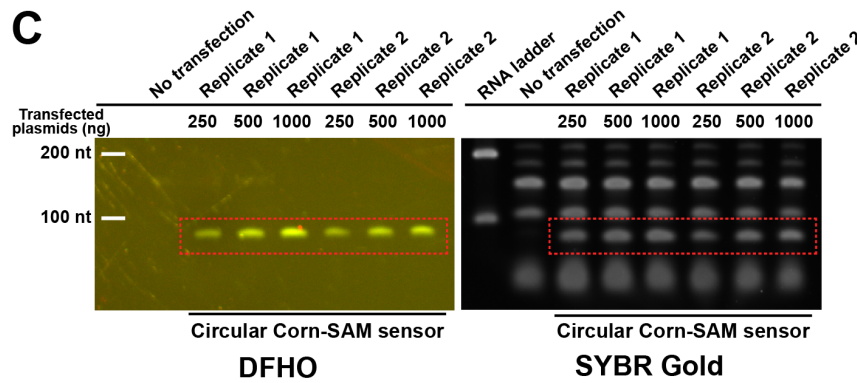 C
No transfection
Replicate 1
Replicate 1
Replicate 1
Replicate 2
Replicate 2
Replicate 2
RNA ladder
No transfection
Replicate 1
Replicate 1
Replicate 1
Replicate 2
Replicate 2
Replicate 2
Transfected
plasmids (ng)
250 500 1000 250 500 1000
250 500 1000 250 500 1000
200 nt
100 nt
Circular Corn-SAM sensor
Circular Corn-SAM sensor
DFHO
SYBR Gold